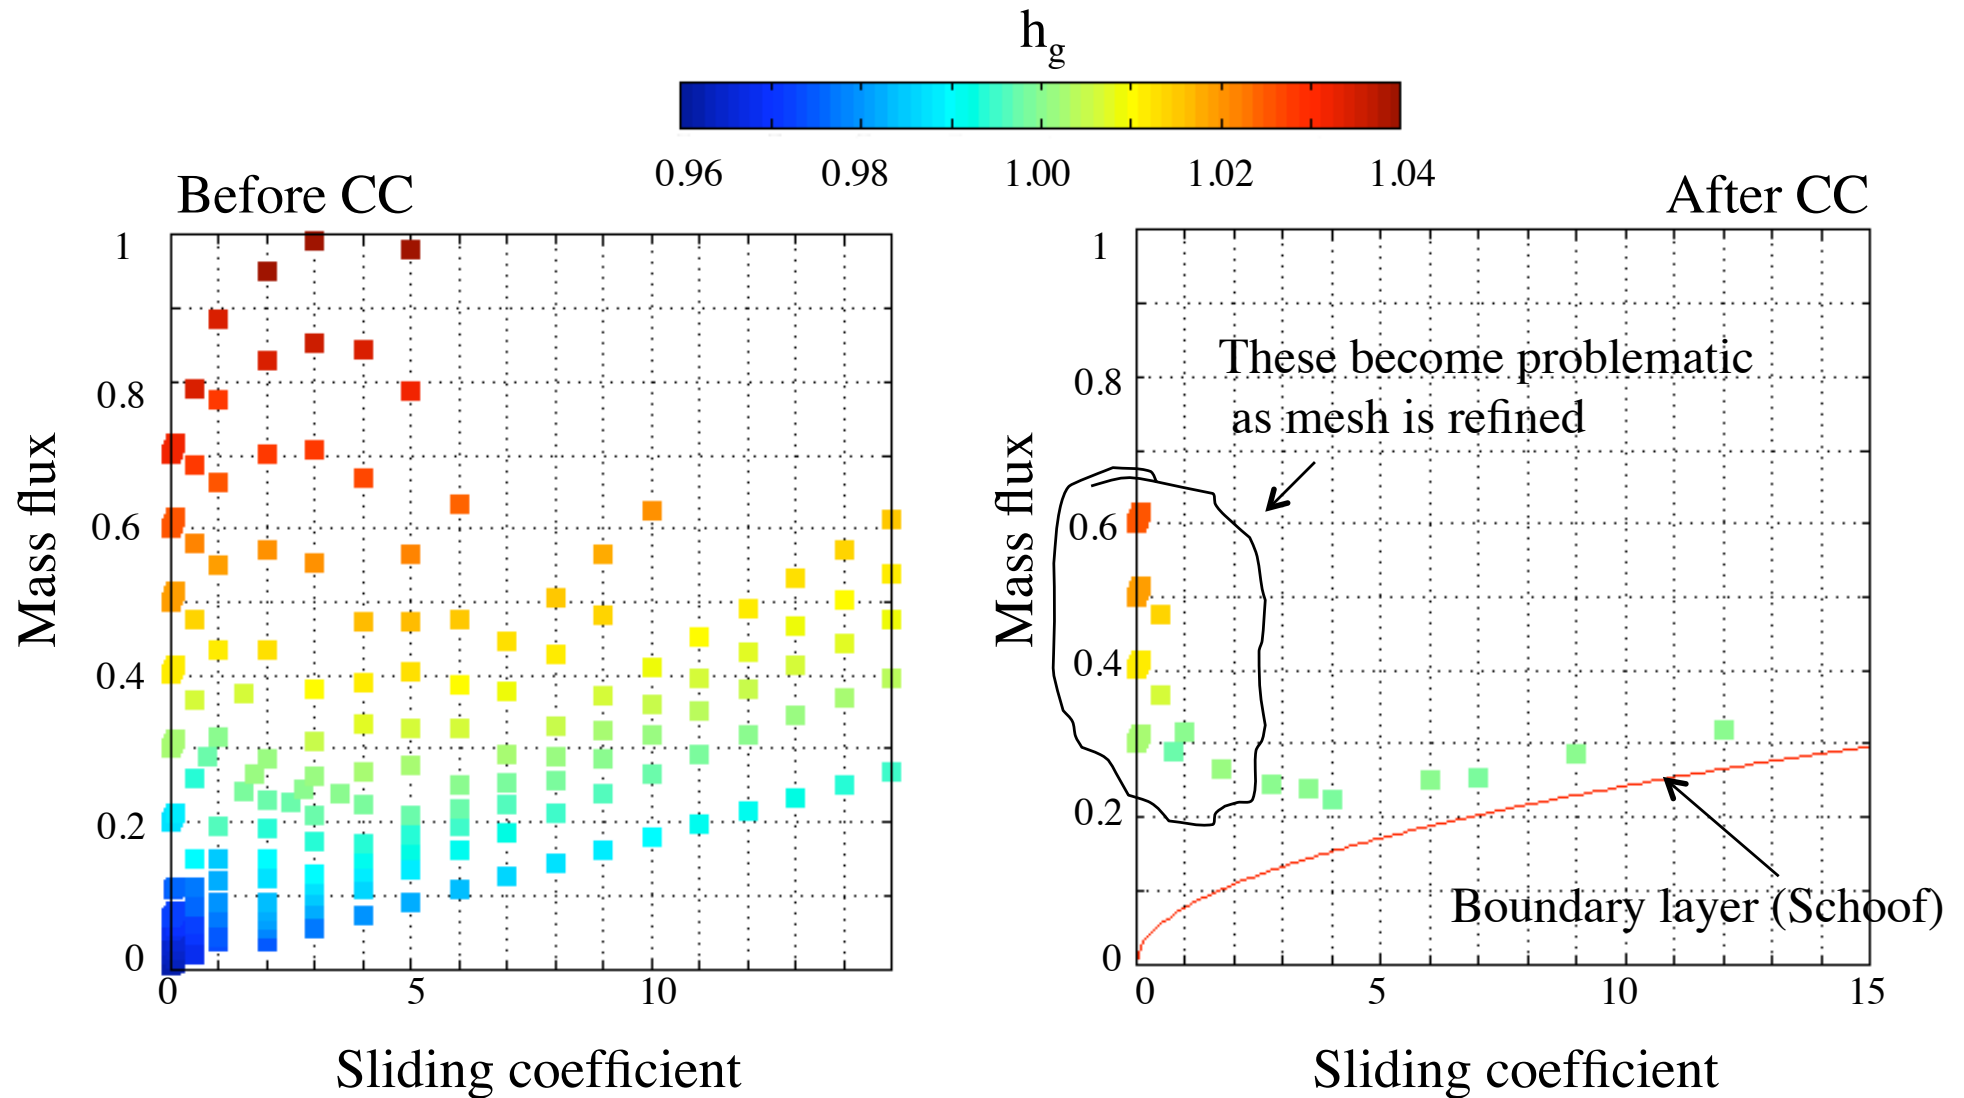 hg
0.96 0.98 1.00 1.02 1.04
Before CC
After CC
1
0.8
0.6
0.4
0.2
0
0 5 10
Mass flux
Sliding coefficient
1
0.8
0.6
0.4
0.2
0
0 5 10 15
Mass flux
Sliding coefficient
These become problematic
as mesh is refined
Boundary layer (Schoof)